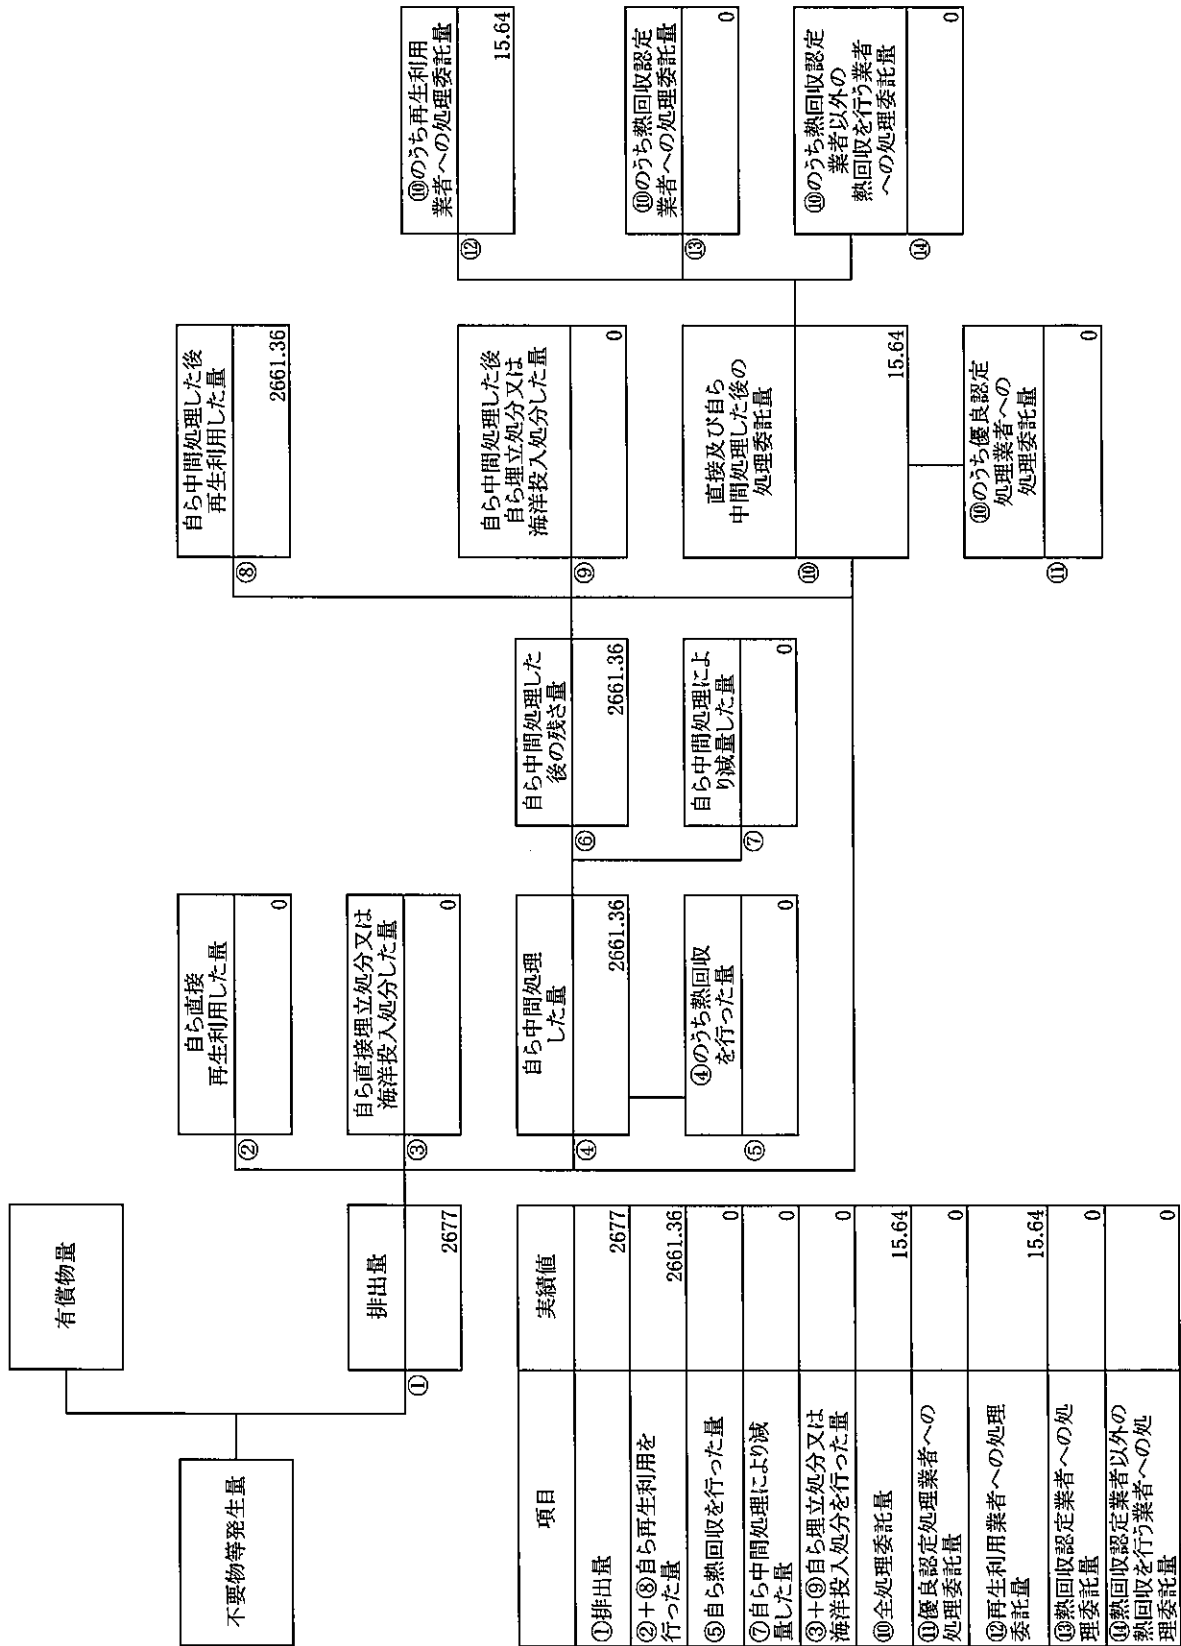 有償物量
不要物等発生量
排出量
①
2677
自ら直接
再生利用した量
②
0
自ら直接埋立処分又は
海洋投入処分した量
③
0
自ら中間処理
した量
④
2661.36
④のうち熱回収
を行った量
⑤
0
自ら中間処理した
後の残さ量
⑥
2661.36
自ら中間処理によ
り減量した量
⑦
0
自ら中間処理した後
再生利用した量
⑧
2661.36
自ら中間処理した後
自ら埋立処分又は
海洋投入処分した量
⑨
0
直接及び自ら
中間処理した後の
処理委託量
⑩
15.64
⑩のうち優良認定
処理業者への
処理委託量
⑪
0
⑩のうち再生利用
業者への処理委託量
⑫
15.64
⑩のうち熱回収認定
業者への処理委託量
⑬
0
⑩のうち熱回収認定
業者以外の
熱回収を行う業者
への処理委託量
⑭
0
項目 実績値
①排出量 2677
②+⑧自ら再生利用を
行った量 2661.36
⑤自ら熱回収を行った量 0
⑦自ら中間処理により減
量した量 0
③+⑨自ら埋立処分又は
海洋投入処分を行った量 0
⑩全処理委託量 15.64
⑪優良認定処理業者への
処理委託量 0
⑫再生利用業者への処理
委託量 15.64
⑬熱回収認定業者への処
理委託量 0
⑭熱回収認定業者以外の
熱回収を行う業者への処
理委託量 0